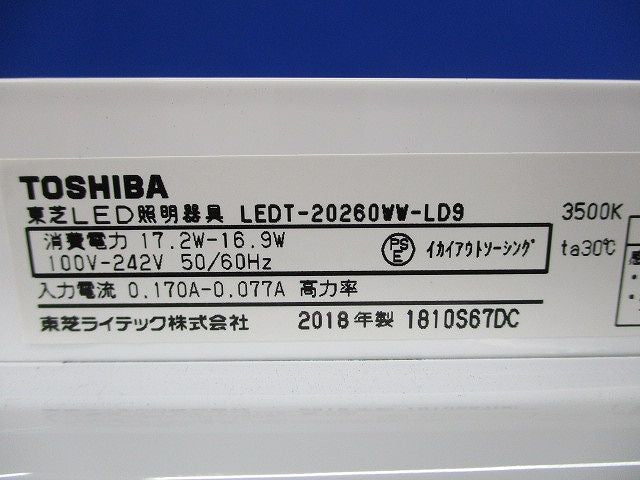 TOSHIBA
東芝LED照明器具 LEDT-20260WW-LD9 3500K
消費電力 17.2W-16.9W
100V-242V 50/60Hz
PS
E
イカイアウトソーシング
ta30℃
入力電流 0.170A-0.077A 高力率
東芝ライテック株式会社 2018年製 1810S67DC